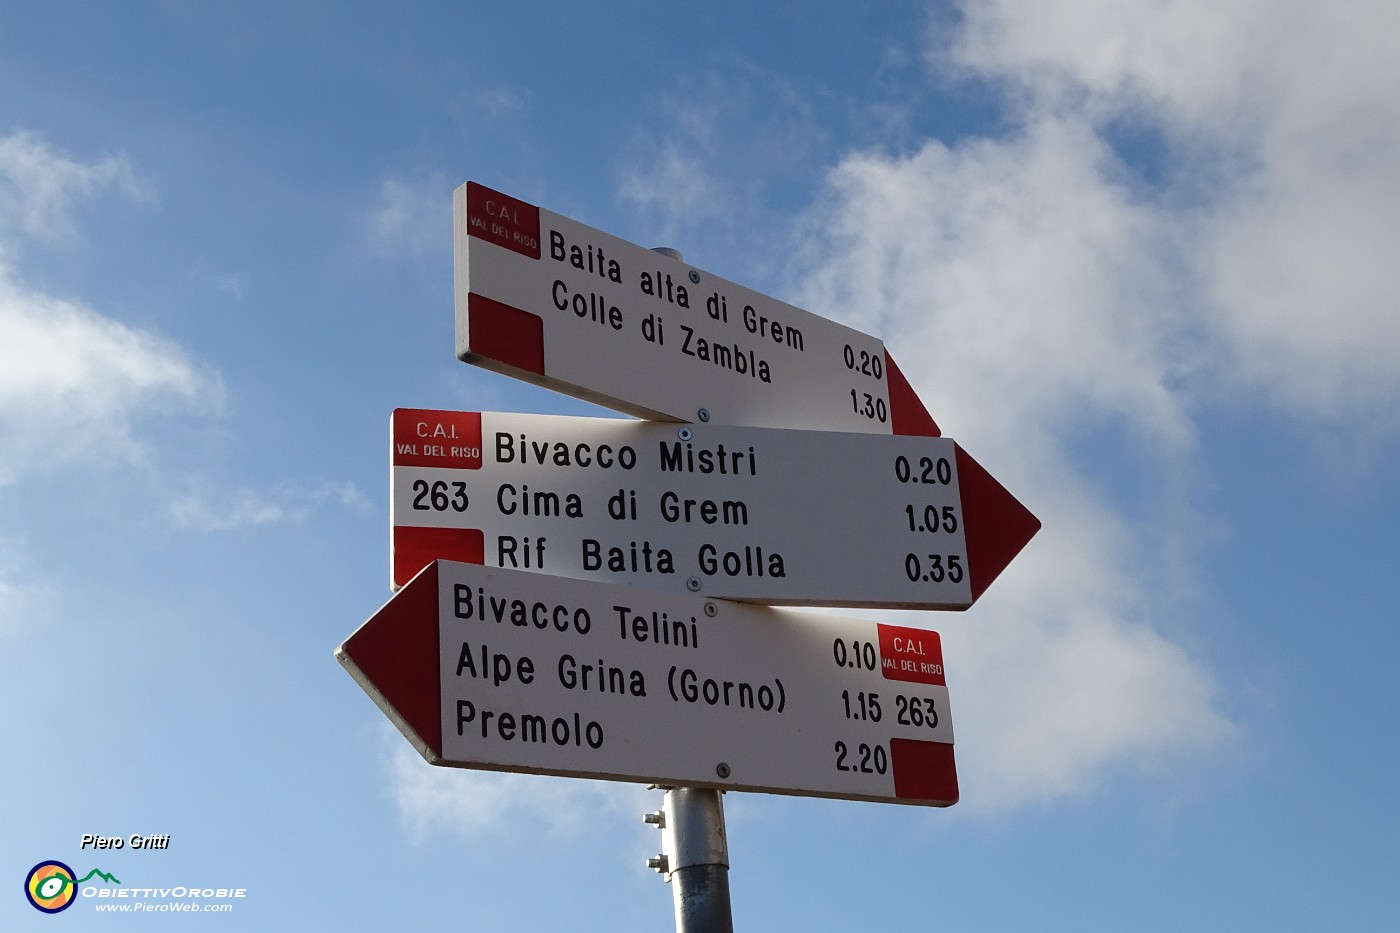 C.A.I.
VAL DEL RISO
Baita alta di Grem 0.20
Colle di Zambla 1.30
C.A.I.
VAL DEL RISO
263
Bivacco Mistri 0.20
Cima di Grem 1.05
Rif Baita Golla 0.35
Bivacco Telini 0.10
Alpe Grina (Gorno) 1.15
Premolo 2.20
C.A.I.
VAL DEL RISO
263
Piero Gritti
OBIETTIVOROBIE
www.PieroWeb.com